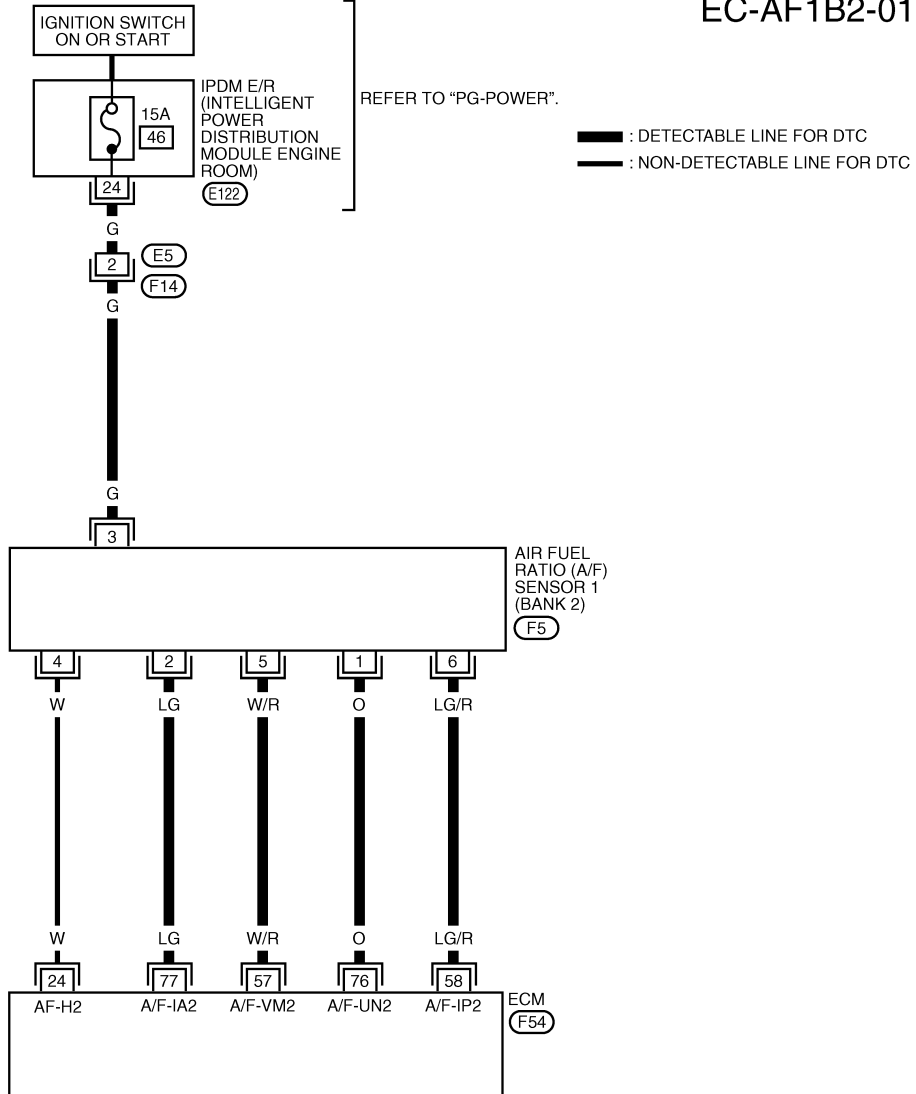 EC-AF1B2-01
IGNITION SWITCH
ON OR START
IPDM E/R
(INTELLIGENT
POWER
DISTRIBUTION
MODULE ENGINE
ROOM)
E122
15A
46
REFER TO “PG-POWER”.
: DETECTABLE LINE FOR DTC
: NON-DETECTABLE LINE FOR DTC
24
G
2
E5
F14
G
G
3
AIR FUEL
RATIO (A/F)
SENSOR 1
(BANK 2)
F5
4 2 5 1 6
W LG W/R O LG/R
W LG W/R O LG/R
24 77 57 76 58
AF-H2 A/F-IA2 A/F-VM2 A/F-UN2 A/F-IP2
ECM
F54